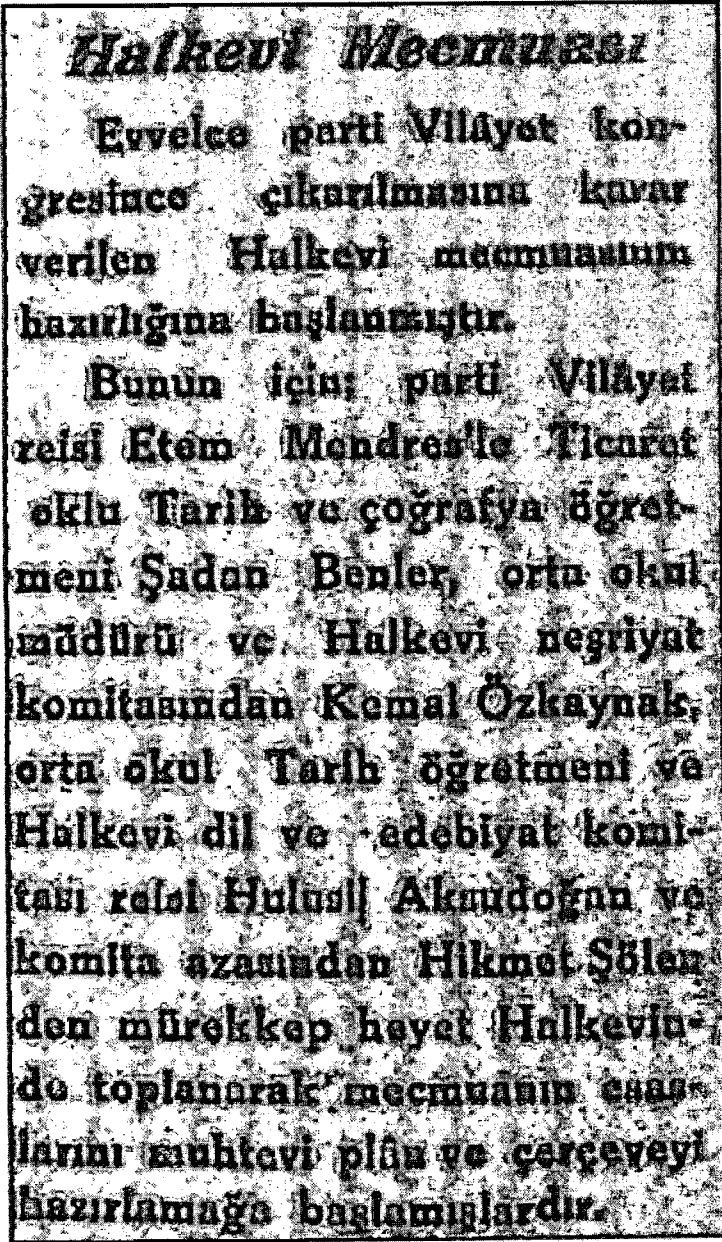 Halkevi Mecmuası
Evvelce parti Vilâyet kon-
gresince çıkarılmasına karar
verilen Halkevi mecmuasının
hazırlığına başlanmıştır.
Bunun için; parti Vilâyet
reisi Etem Mendres'le Ticaret
oklu Tarih ve çoğrafya öğret-
meni Şadan Benler, orta okul
müdürü ve Halkevi neşriyat
komitasından Kemal Özkaynak,
orta okul Tarih öğretmeni ve
Halkevi dil ve edebiyat komi-
tası reisi Hulusi Akaudoğan ve
komita azasından Hikmet Şölen
den mürekkep heyet Halkevin-
de toplanarak mecmuanın esas-
larını muhtevi plân ve çerçeveyi
hazırlamağa başlamışlardır.